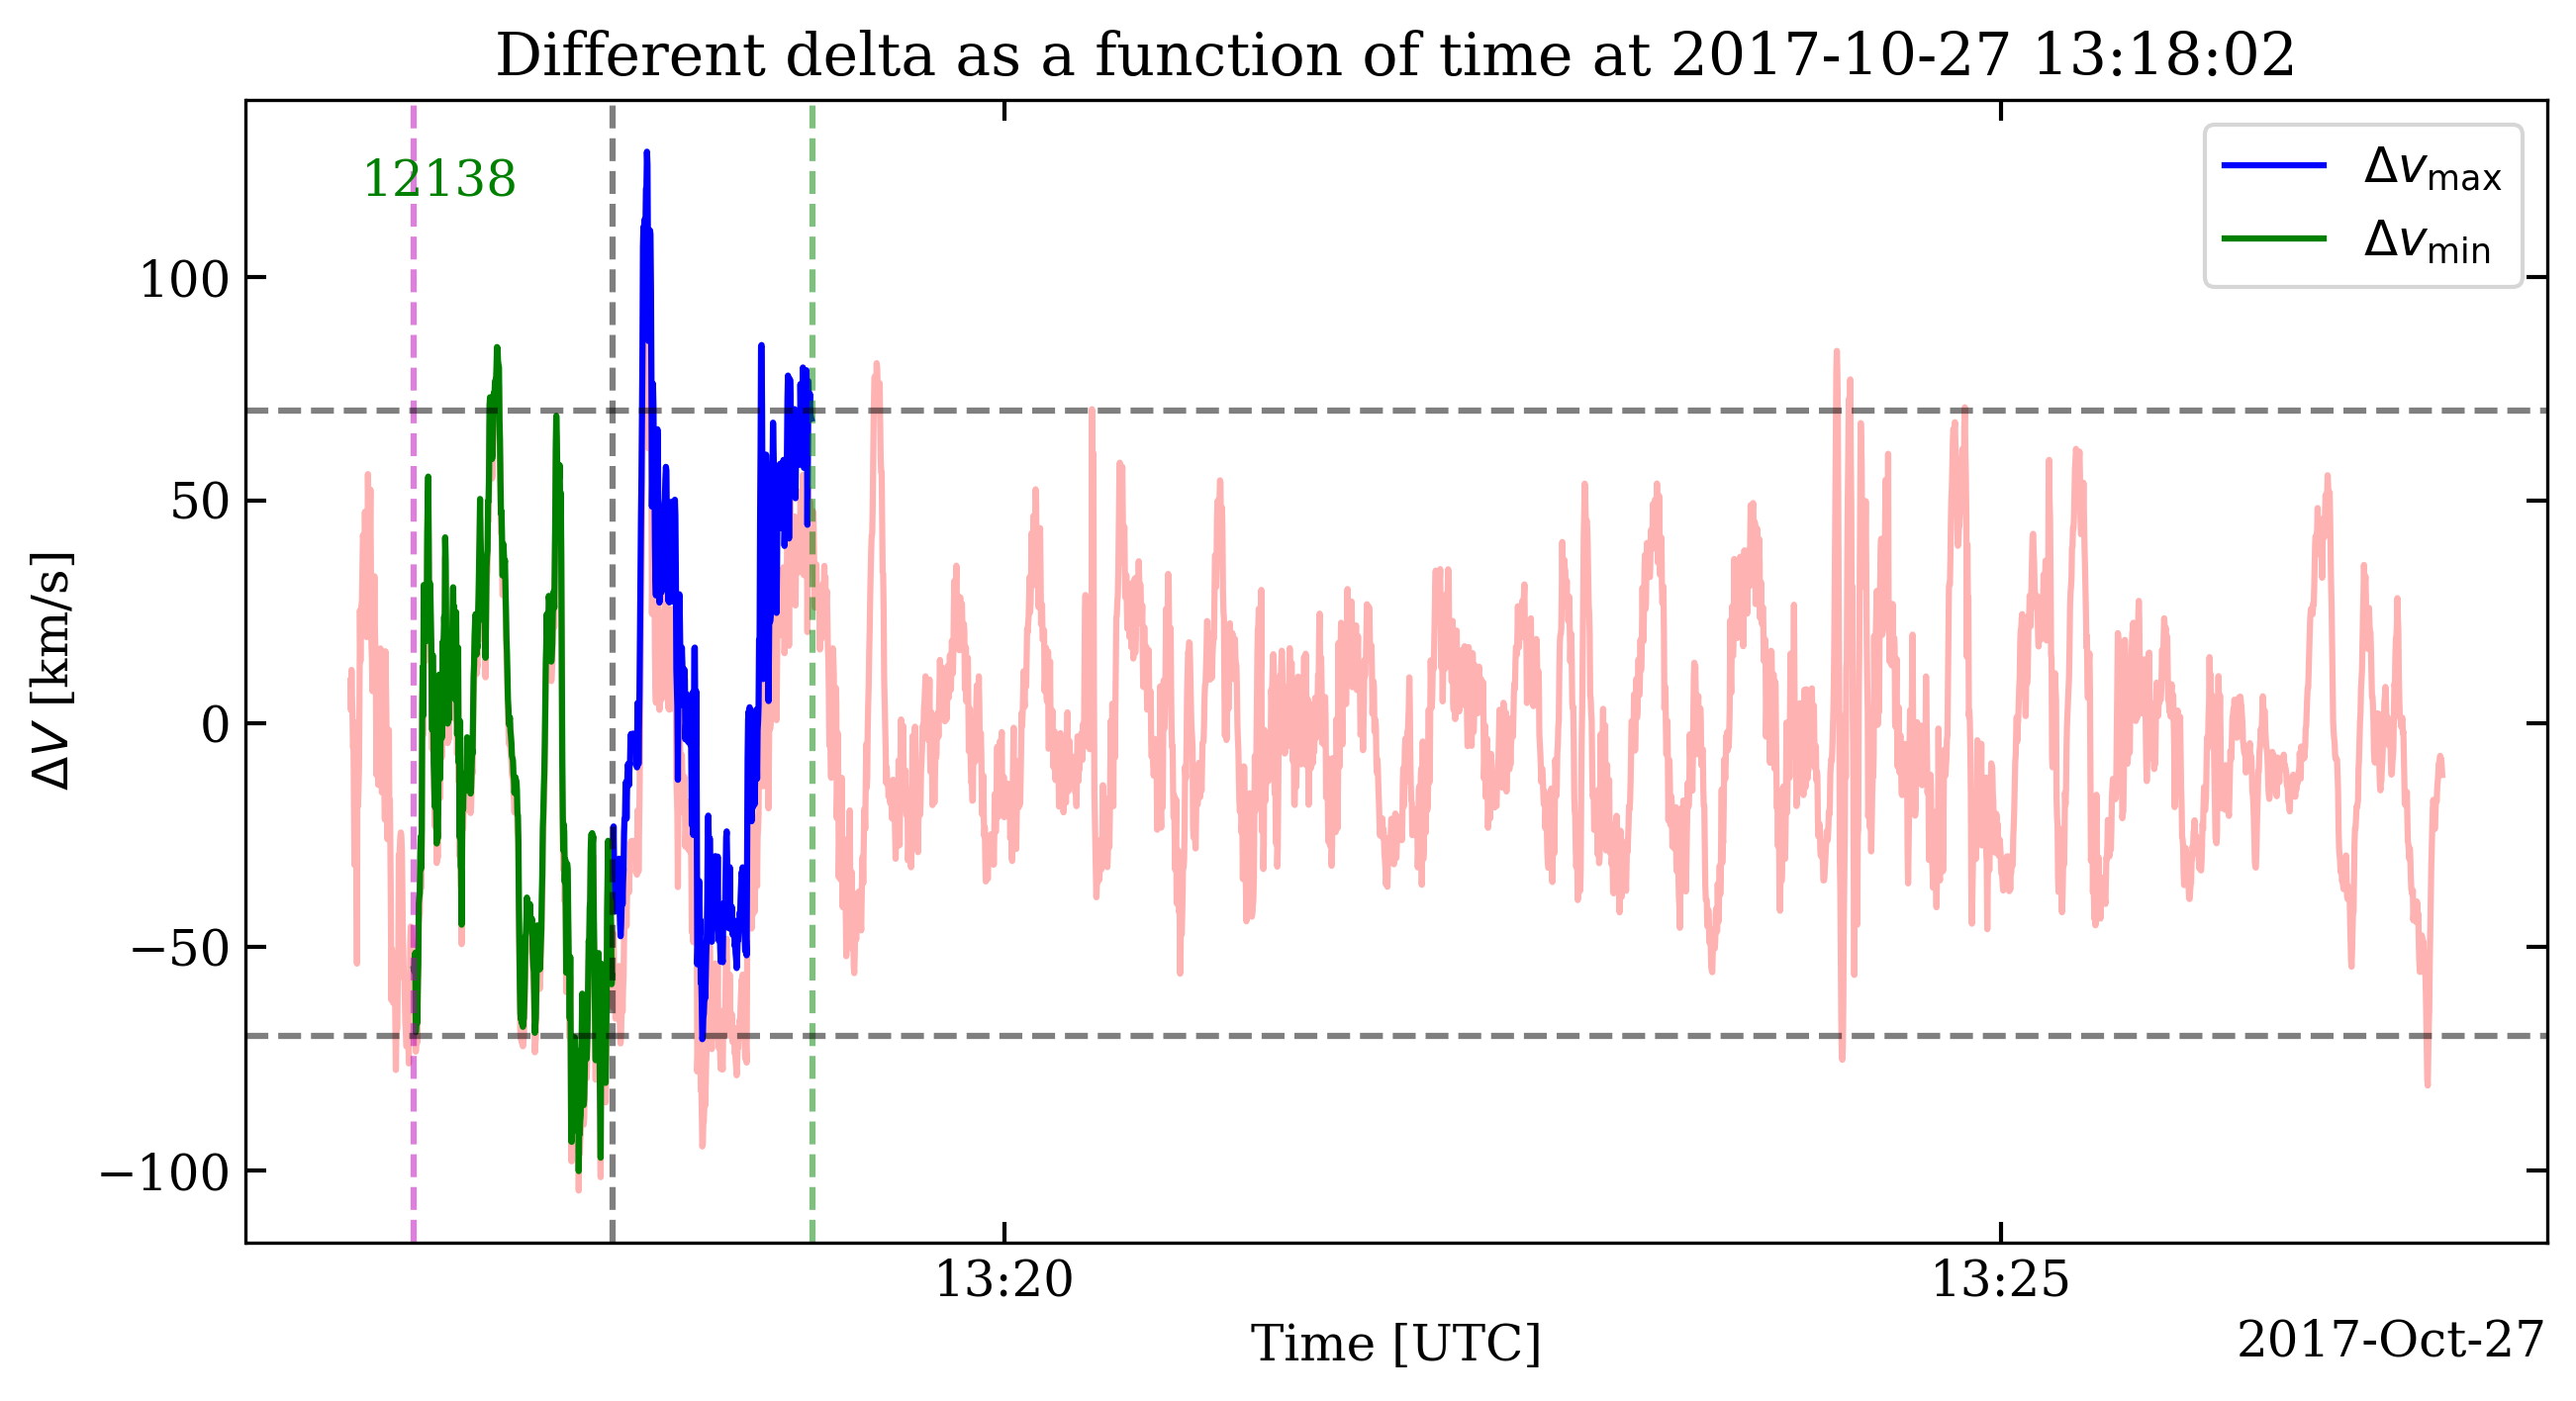 Different delta as a function of time at 2017-10-27 13:18:02
12138
Δv_max
Δv_min
100
50
0
−50
−100
ΔV [km/s]
13:20
13:25
Time [UTC]
2017-Oct-27